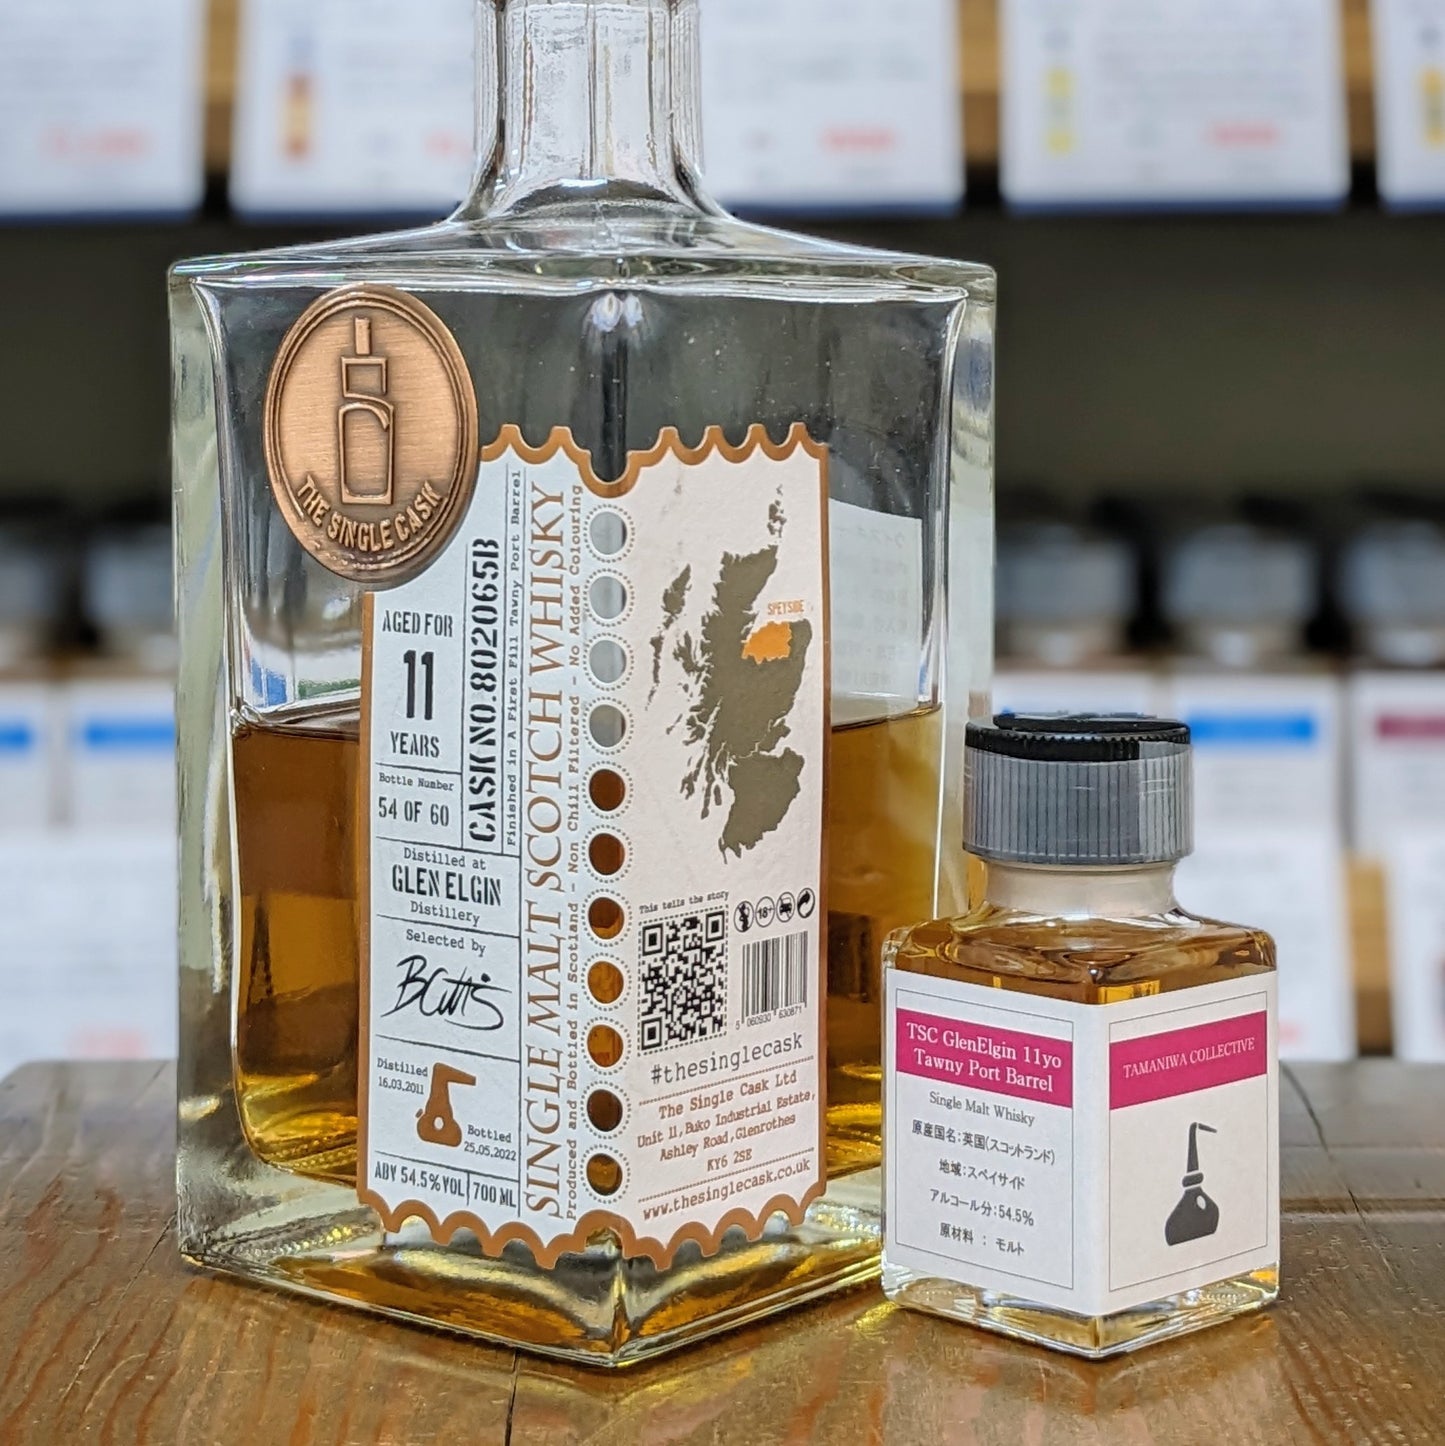 THE SINGLE CASK
AGED FOR
11
YEARS
Bottle Number
54 OF 60
CASK NO.802065B
Finished in A First Fill Tawny Port Barrel
Distilled at
GLEN ELGIN
Distillery
Selected by
Distilled
16.03.2011
Bottled
25.05.2022
ABV 54.5%VOL
700 ML
SINGLE MALT SCOTCH WHISKY
Produced and Bottled in Scotland - Non Chill Filtered - No Added Colouring
SPEYSIDE
This tells the story
18+
5 060930 630871
#thesinglecask
The Single Cask Ltd
Unit 11, Buko Industrial Estate,
Ashley Road, Glenrothes
KY6 2SE
www.thesinglecask.co.uk
TSC GlenElgin 11yo
Tawny Port Barrel
Single Malt Whisky
原産国名:英国(スコットランド)
地域:スペイサイド
アルコール分:54.5%
原材料 : モルト
TAMANIWA COLLECTIVE